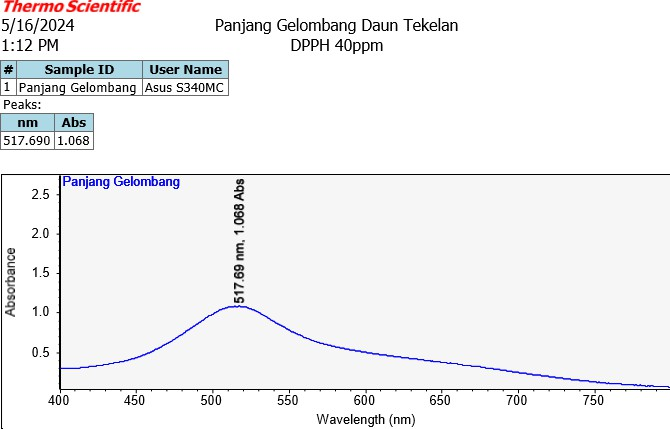 Thermo Scientific
5/16/2024
Panjang Gelombang Daun Tekelan
1:12 PM
DPPH 40ppm
# Sample ID User Name
1 Panjang Gelombang Asus S340MC
Peaks:
nm Abs
517.690 1.068
Panjang Gelombang
517.69 nm, 1.068 Abs
Absorbance
2.5
2.0
1.5
1.0
0.5
400 450 500 550 600 650 700 750
Wavelength (nm)